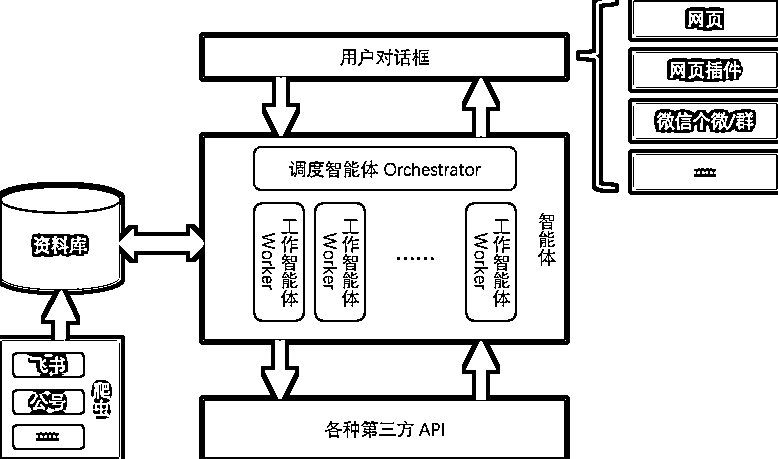 用户对话框
网页
网页插件
微信个微/群
……
调度智能体 Orchestrator
工作智能体
Worker
工作智能体
Worker
……
工作智能体
Worker
智能体
资料库
飞书
公号
……
爬虫
各种第三方 API